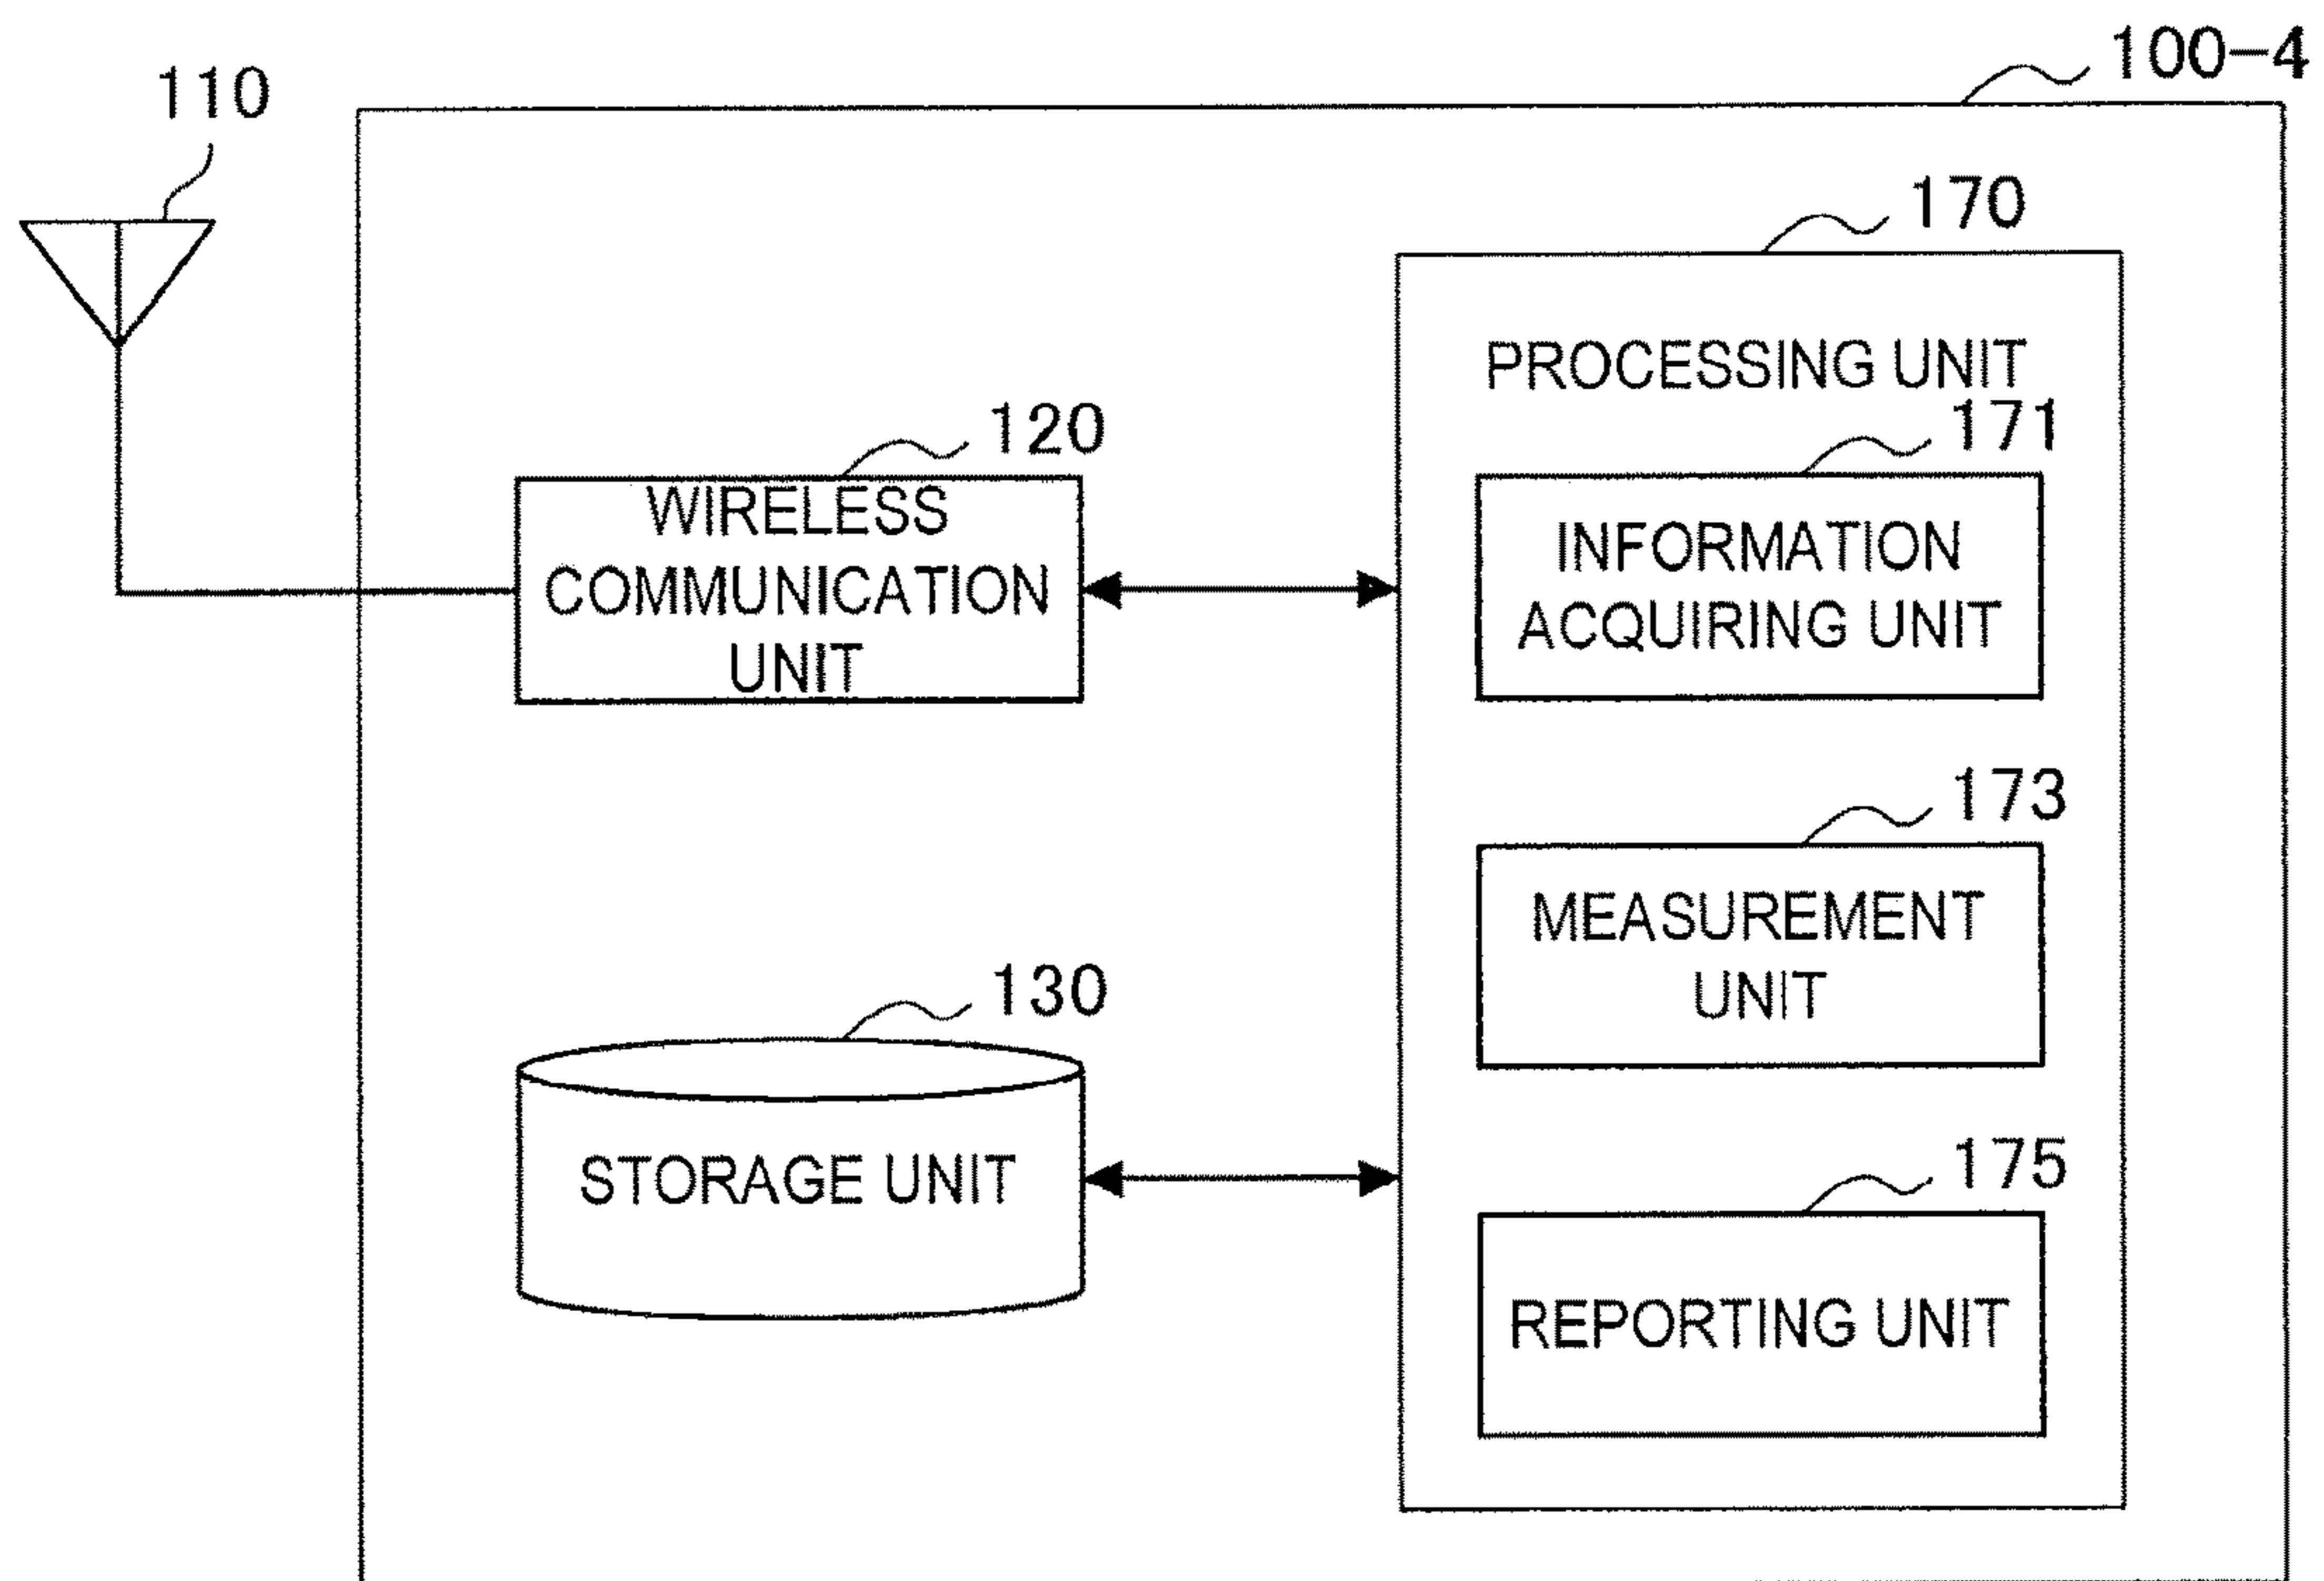 100-4
110
170
PROCESSING UNIT
120
171
WIRELESS
COMMUNICATION
UNIT
INFORMATION
ACQUIRING UNIT
173
MEASUREMENT
UNIT
130
STORAGE UNIT
175
REPORTING UNIT